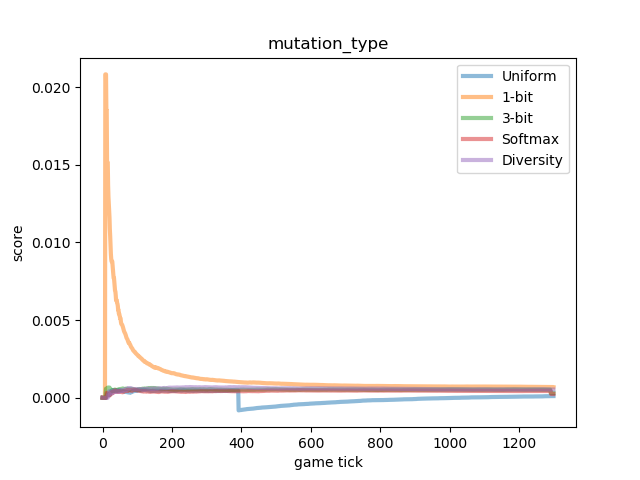 mutation_type
0.020
0.015
0.010
0.005
0.000
score
Uniform
1-bit
3-bit
Softmax
Diversity
0 200 400 600 800 1000 1200
game tick